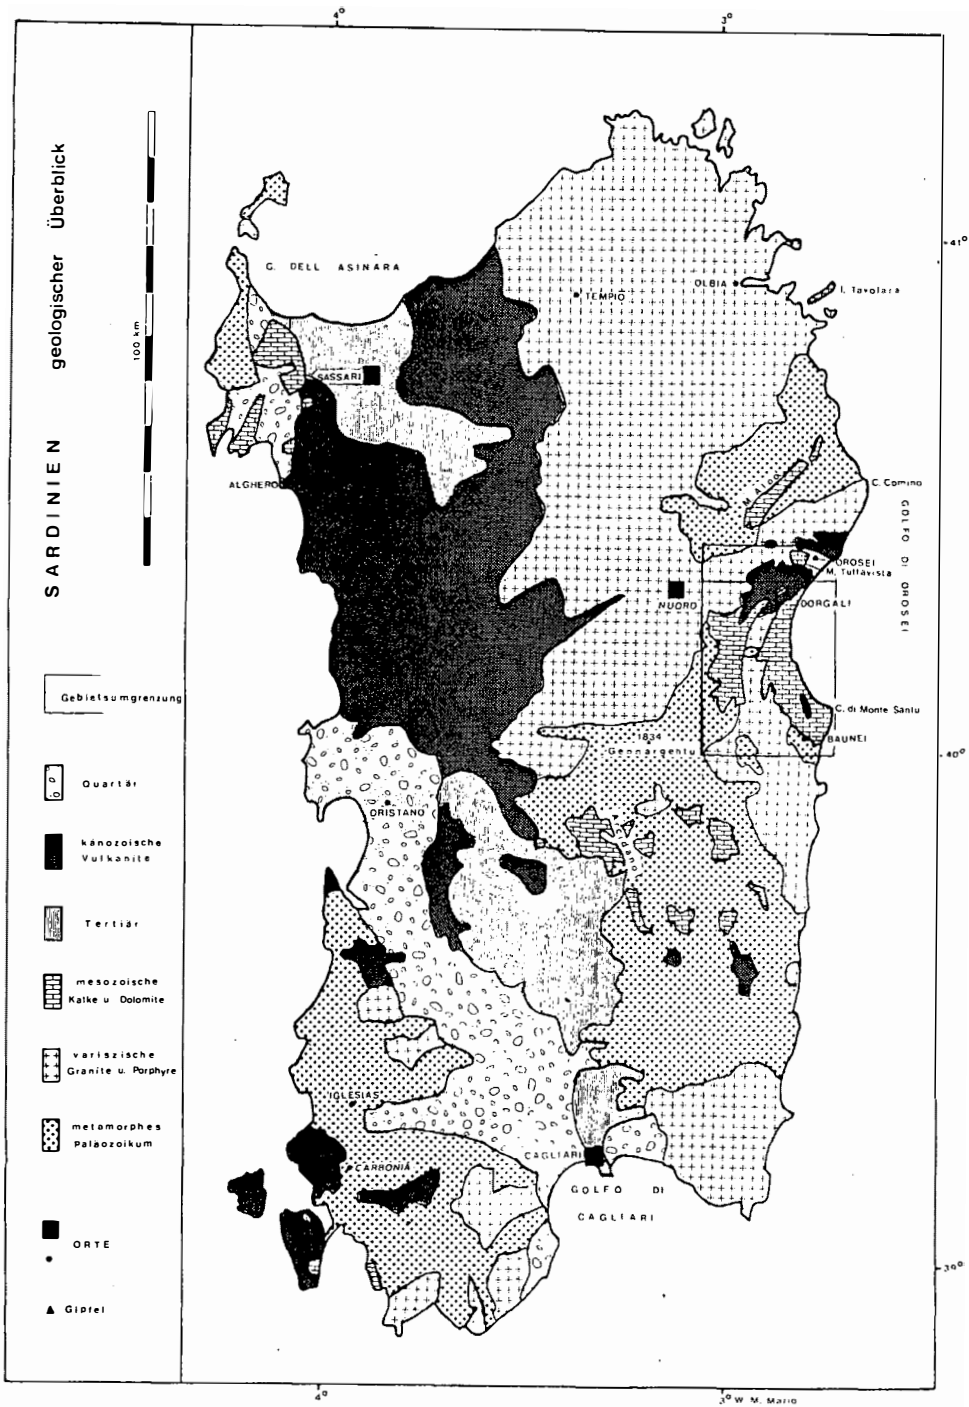 4°
3°
SARDINIEN geologischer Überblick
100 km
41°
G. DELL ASINARA
TEMPIO
OLBIA
I. Tavolara
SASSARI
ALGHERO
C. Comino
GOLFO DI OROSEI
OROSEI
M. Tuttavista
NUORO
DORGALI
C. di Monte Santu
BAUNEI
1834
Gennargentu
40°
ORISTANO
IGLESIAS
CARBONIA
CAGLIARI
GOLFO DI
CAGLIARI
39°
4°
3° W. M. Mario
Gebietsumgrenzung
Quartär
känozoische
Vulkanite
Tertiär
mesozoische
Kalke u Dolomite
variszische
Granite u. Porphyre
metamorphes
Paläozoikum
ORTE
Gipfel